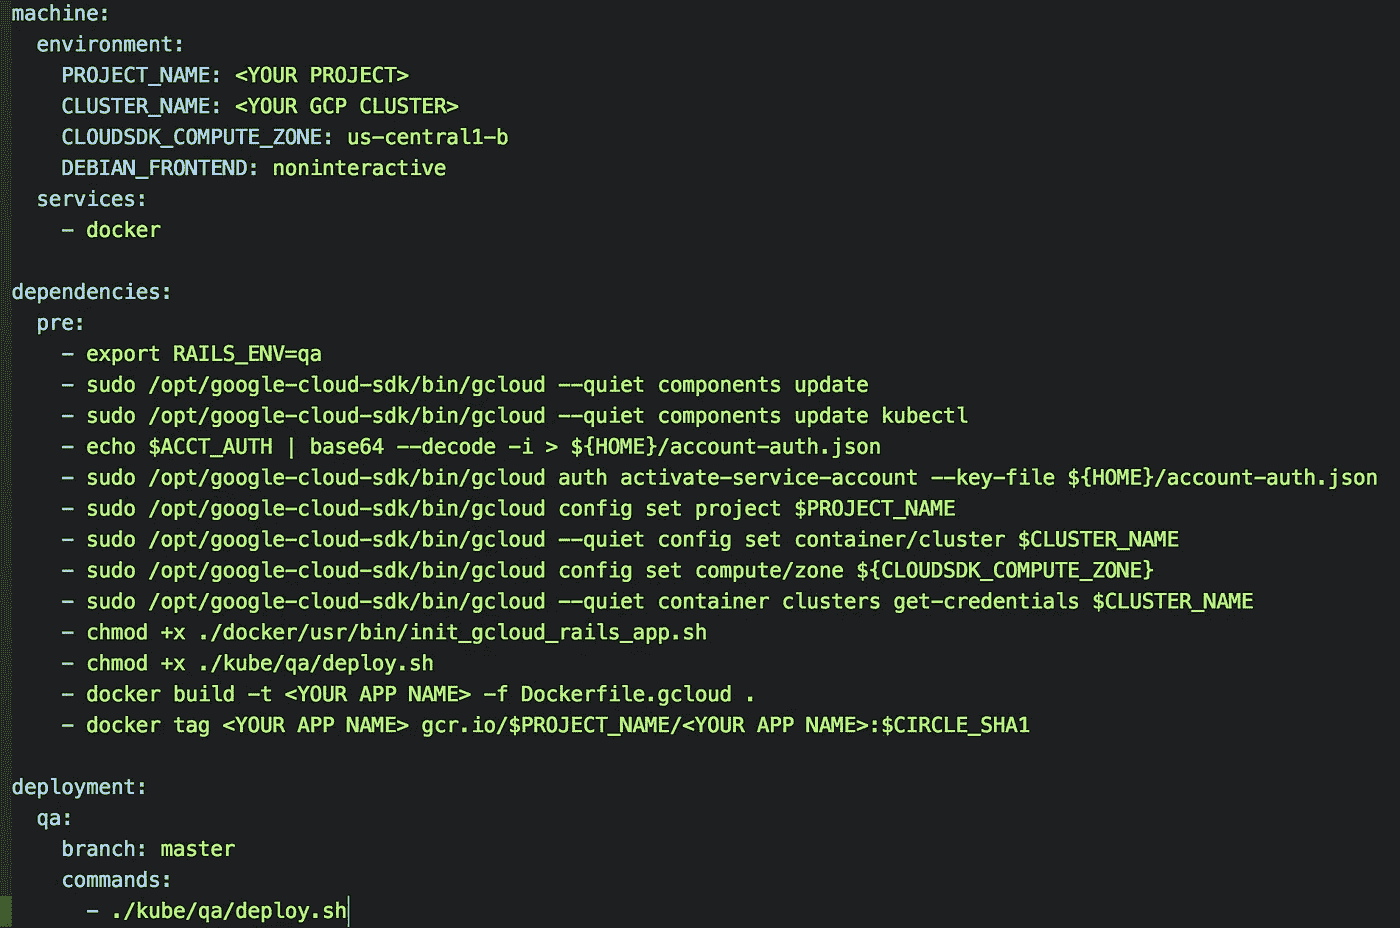 machine:
  environment:
    PROJECT_NAME: <YOUR PROJECT>
    CLUSTER_NAME: <YOUR GCP CLUSTER>
    CLOUDSDK_COMPUTE_ZONE: us-central1-b
    DEBIAN_FRONTEND: noninteractive
  services:
    - docker

dependencies:
  pre:
    - export RAILS_ENV=qa
    - sudo /opt/google-cloud-sdk/bin/gcloud --quiet components update
    - sudo /opt/google-cloud-sdk/bin/gcloud --quiet components update kubectl
    - echo $ACCT_AUTH | base64 --decode -i > ${HOME}/account-auth.json
    - sudo /opt/google-cloud-sdk/bin/gcloud auth activate-service-account --key-file ${HOME}/account-auth.json
    - sudo /opt/google-cloud-sdk/bin/gcloud config set project $PROJECT_NAME
    - sudo /opt/google-cloud-sdk/bin/gcloud --quiet config set container/cluster $CLUSTER_NAME
    - sudo /opt/google-cloud-sdk/bin/gcloud config set compute/zone ${CLOUDSDK_COMPUTE_ZONE}
    - sudo /opt/google-cloud-sdk/bin/gcloud --quiet container clusters get-credentials $CLUSTER_NAME
    - chmod +x ./docker/usr/bin/init_gcloud_rails_app.sh
    - chmod +x ./kube/qa/deploy.sh
    - docker build -t <YOUR APP NAME> -f Dockerfile.gcloud .
    - docker tag <YOUR APP NAME> gcr.io/$PROJECT_NAME/<YOUR APP NAME>:$CIRCLE_SHA1

deployment:
  qa:
    branch: master
    commands:
      - ./kube/qa/deploy.sh